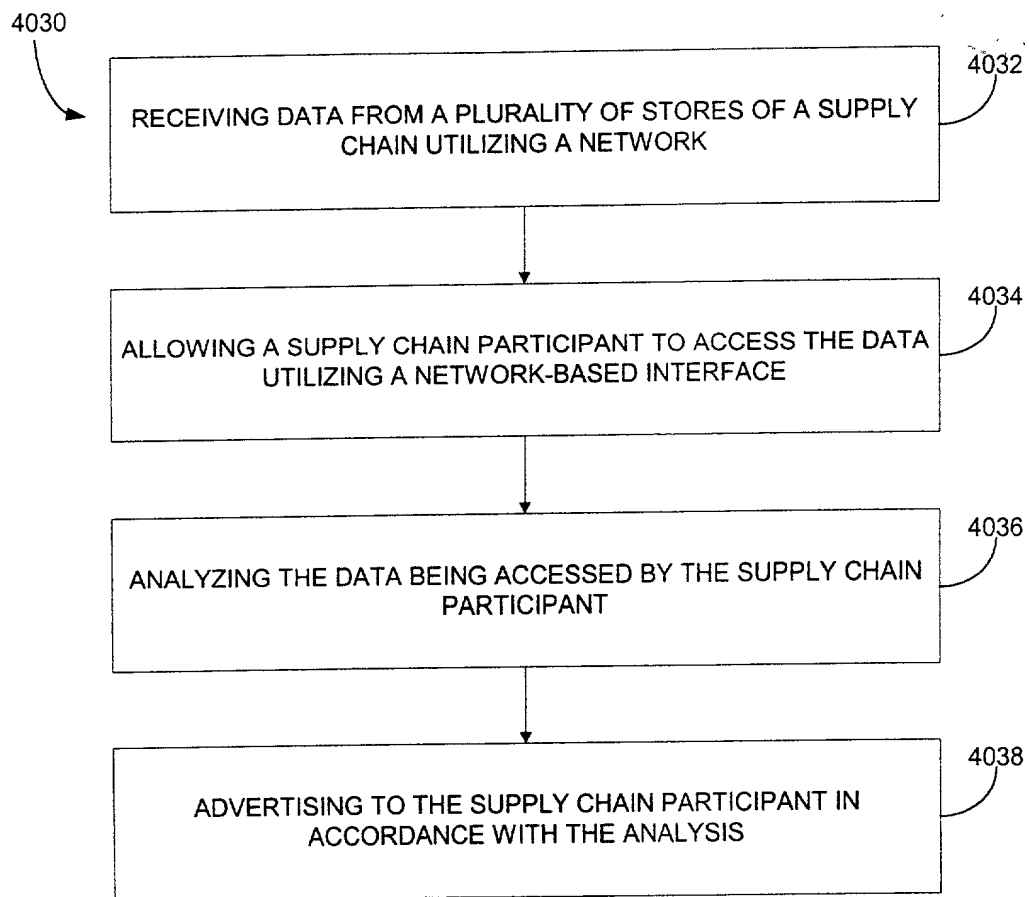 4030
4032
RECEIVING DATA FROM A PLURALITY OF STORES OF A SUPPLY
CHAIN UTILIZING A NETWORK
4034
ALLOWING A SUPPLY CHAIN PARTICIPANT TO ACCESS THE DATA
UTILIZING A NETWORK-BASED INTERFACE
4036
ANALYZING THE DATA BEING ACCESSED BY THE SUPPLY CHAIN
PARTICIPANT
4038
ADVERTISING TO THE SUPPLY CHAIN PARTICIPANT IN
ACCORDANCE WITH THE ANALYSIS